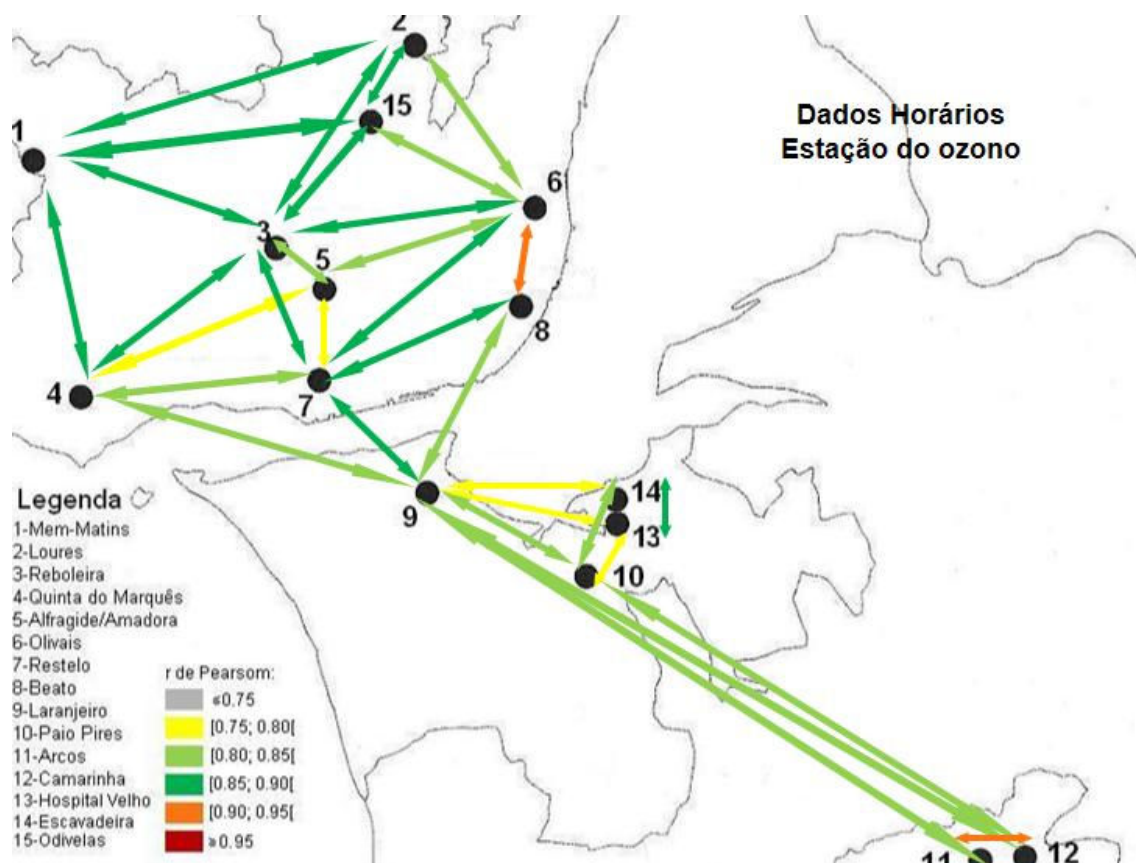 Dados Horários
Estação do ozono
2
15
1
6
3
5
8
4
7
9
14
13
10
11
12
Legenda
1-Mem-Matins
2-Loures
3-Reboleira
4-Quinta do Marquês
5-Alfragide/Amadora
6-Olivais
7-Restelo
8-Beato
9-Laranjeiro
10-Paio Pires
11-Arcos
12-Camarinha
13-Hospital Velho
14-Escavadeira
15-Odivelas
r de Pearsom:
≤0.75
[0.75; 0.80[
[0.80; 0.85[
[0.85; 0.90[
[0.90; 0.95[
≥0.95